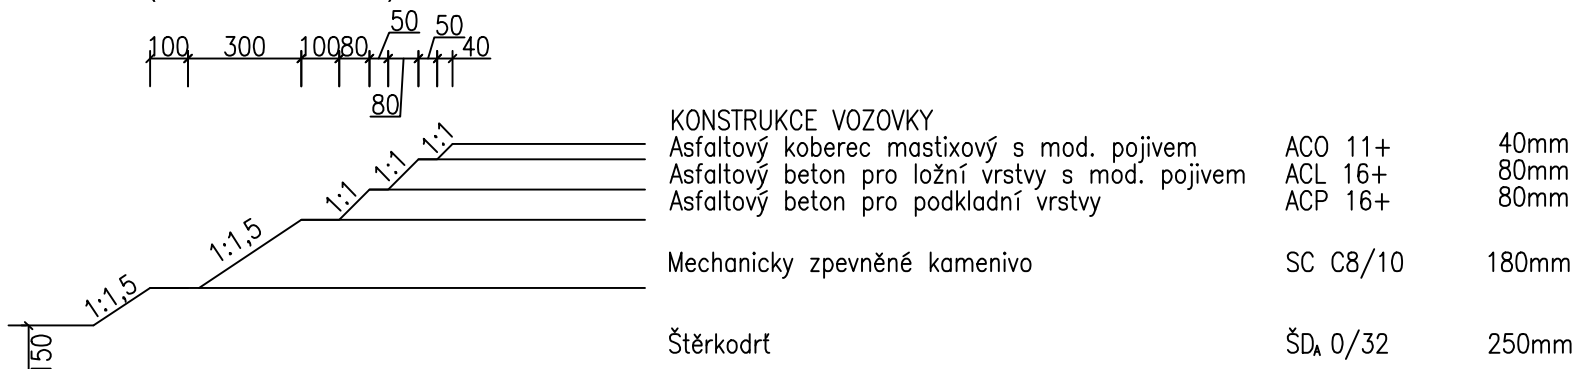 50 50
100 300 100 80 40
80
KONSTRUKCE VOZOVKY
1:1 Asfaltový koberec mastixový s mod. pojivem ACO 11+ 40mm
1:1 Asfaltový beton pro ložní vrstvy s mod. pojivem ACL 16+ 80mm
1:1 Asfaltový beton pro podkladní vrstvy ACP 16+ 80mm
1:1,5 Mechanicky zpevněné kamenivo SC C8/10 180mm
1:1,5
Štěrkodrť ŠDA 0/32 250mm